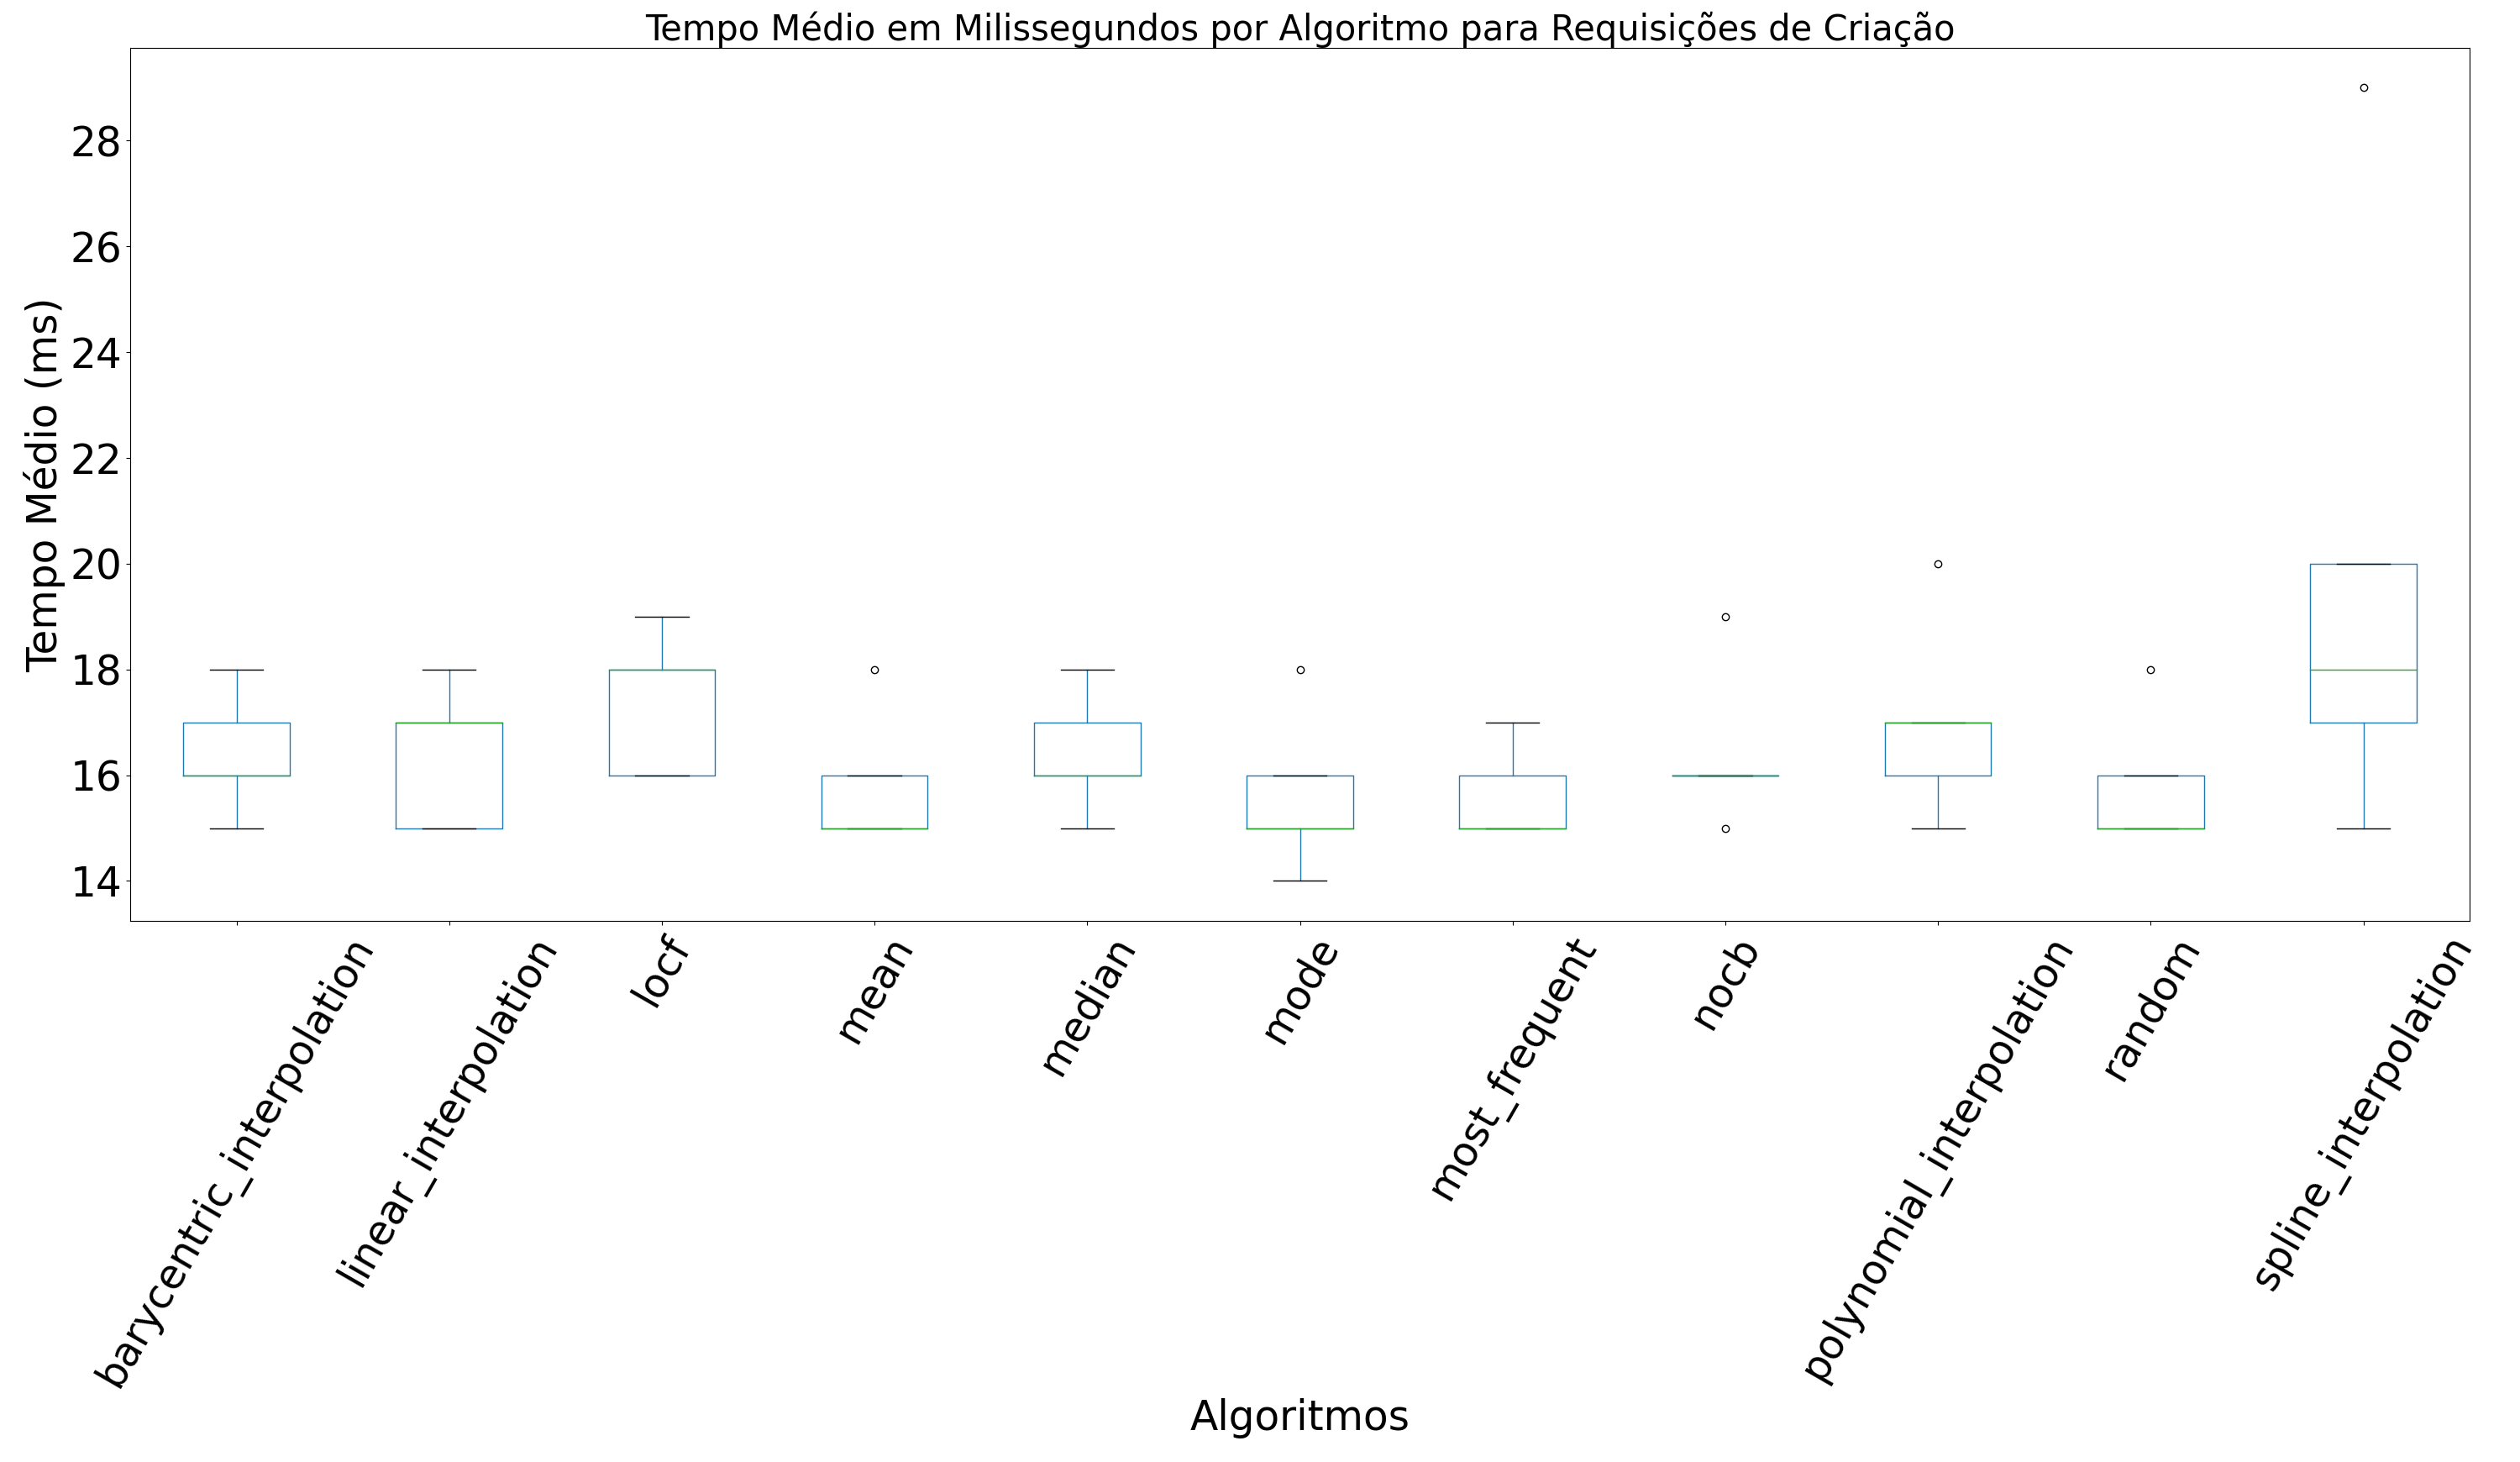 Tempo Médio em Milissegundos por Algoritmo para Requisições de Criação
Tempo Médio (ms)
28
26
24
22
20
18
16
14
barycentric_interpolation
linear_interpolation
locf
mean
median
mode
most_frequent
nocb
polynomial_interpolation
random
spline_interpolation
Algoritmos